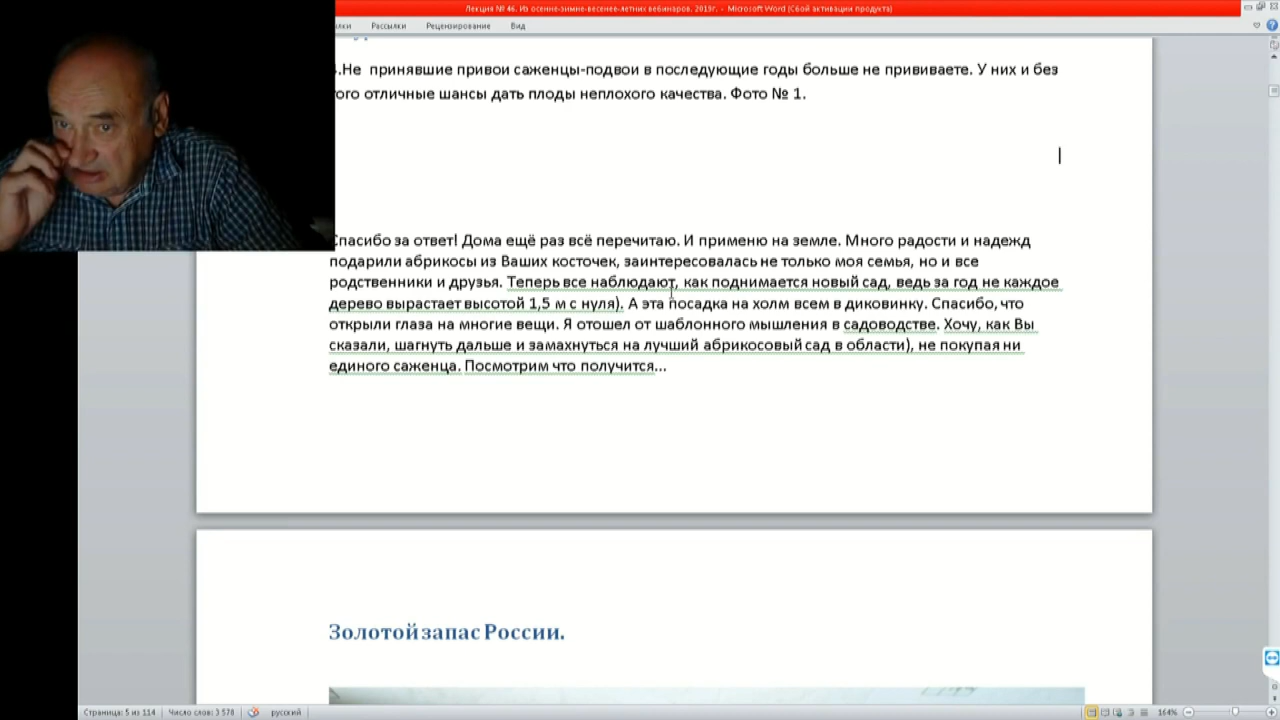 Лекция № 46. Из осенне-зимне-весенее-летних вебинаров. 2019г. - Microsoft Word (Сбой активации продукта)
Рассылки Рецензирование Вид
.Не принявшие привои саженцы-подвои в последующие годы больше не прививаете. У них и без
того отличные шансы дать плоды неплохого качества. Фото № 1.
Спасибо за ответ! Дома ещё раз всё перечитаю. И применю на земле. Много радости и надежд
подарили абрикосы из Ваших косточек, заинтересовалась не только моя семья, но и все
родственники и друзья. Теперь все наблюдают, как поднимается новый сад, ведь за год не каждое
дерево вырастает высотой 1,5 м с нуля). А эта посадка на холм всем в диковинку. Спасибо, что
открыли глаза на многие вещи. Я отошел от шаблонного мышления в садоводстве. Хочу, как Вы
сказали, шагнуть дальше и замахнуться на лучший абрикосовый сад в области), не покупая ни
единого саженца. Посмотрим что получится...
Золотой запас России.
Страница: 5 из 114 Число слов: 3 578 русский 164%